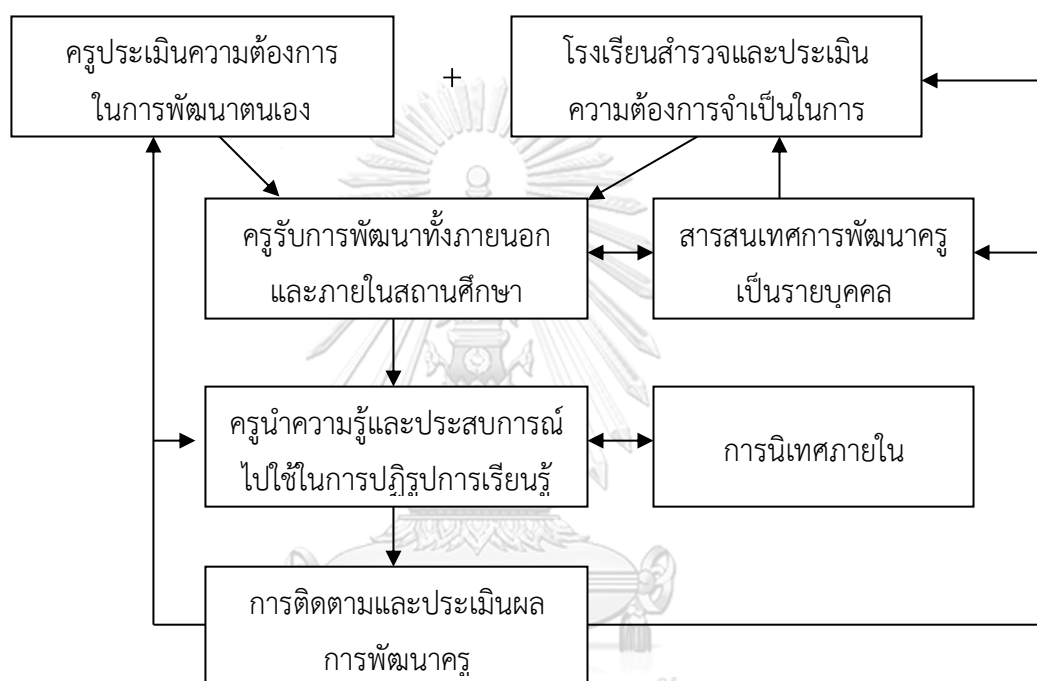 ครูประเมินความต้องการ
ในการพัฒนาตนเอง
+
โรงเรียนสำรวจและประเมิน
ความต้องการจำเป็นในการ
ครูรับการพัฒนาทั้งภายนอก
และภายในสถานศึกษา
สารสนเทศการพัฒนาครู
เป็นรายบุคคล
ครูนำความรู้และประสบการณ์
ไปใช้ในการปฏิรูปการเรียนรู้
การนิเทศภายใน
การติดตามและประเมินผล
การพัฒนาครู